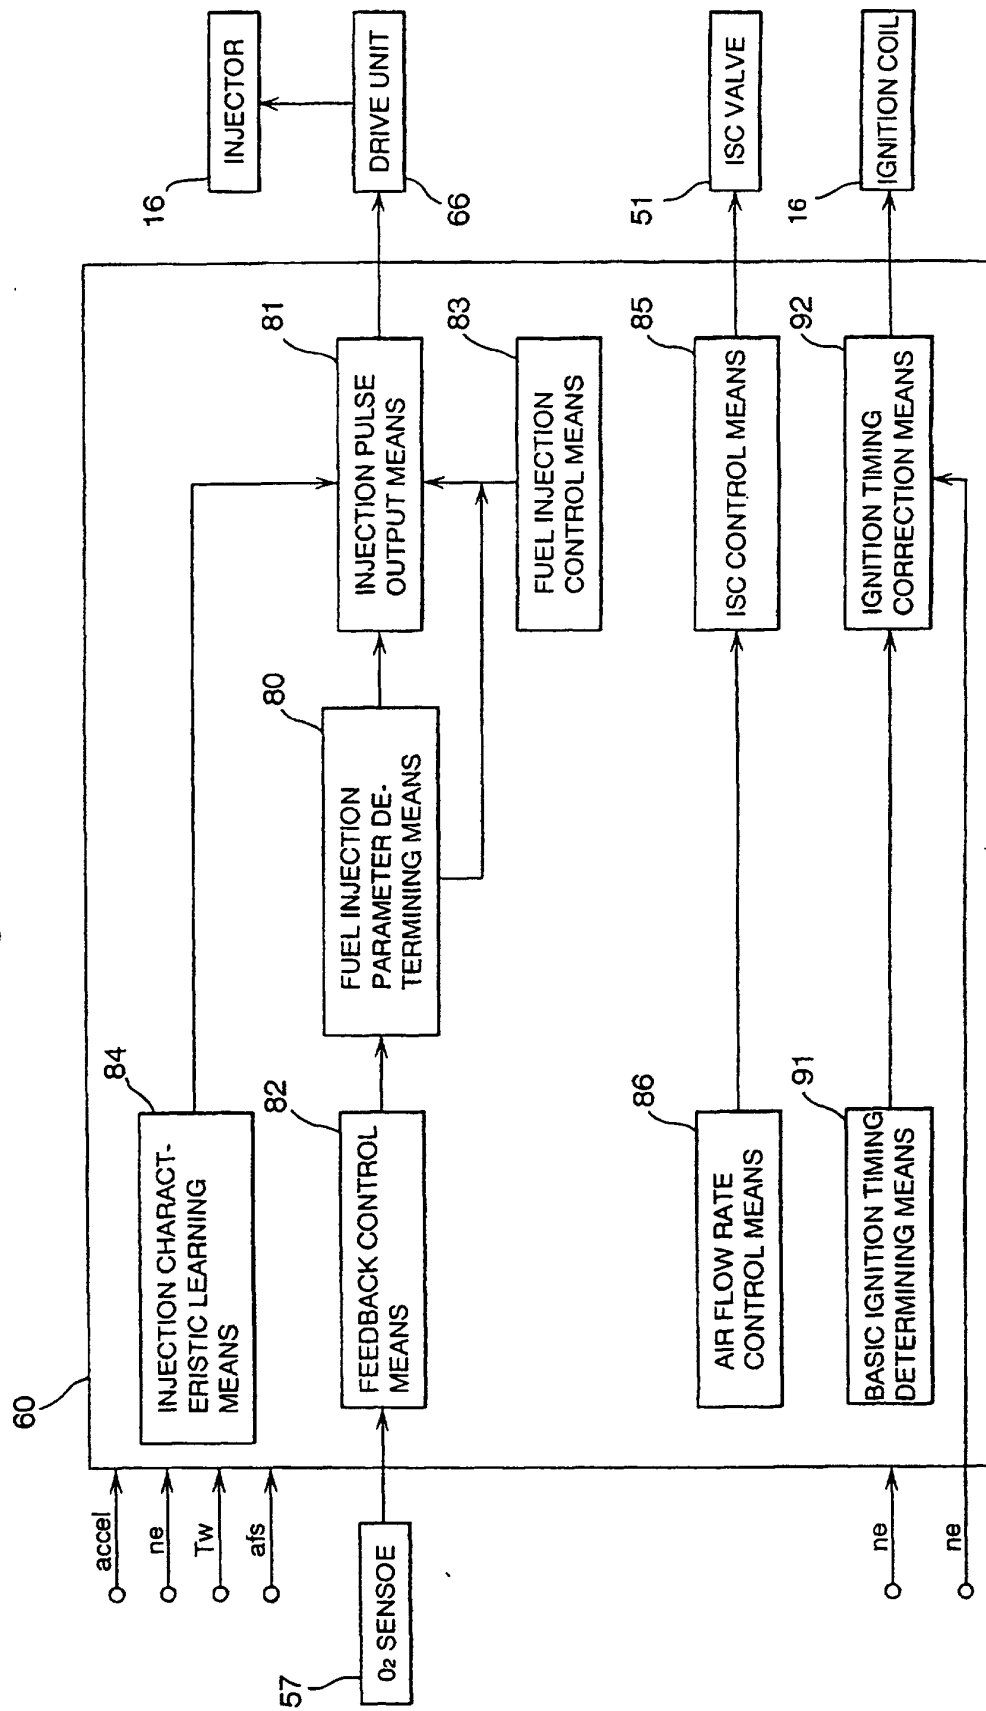 60
accel
ne
Tw
afs
57
O2 SENSOE
84
INJECTION CHARACT-
ERISTIC LEARNING
MEANS
82
FEEDBACK CONTROL
MEANS
80
FUEL INJECTION
PARAMETER DE-
TERMINING MEANS
81
INJECTION PULSE
OUTPUT MEANS
83
FUEL INJECTION
CONTROL MEANS
16
INJECTOR
DRIVE UNIT
66
86
AIR FLOW RATE
CONTROL MEANS
85
ISC CONTROL MEANS
51
ISC VALVE
91
BASIC IGNITION TIMING
DETERMINING MEANS
92
IGNITION TIMING
CORRECTION MEANS
16
IGNITION COIL
ne
ne